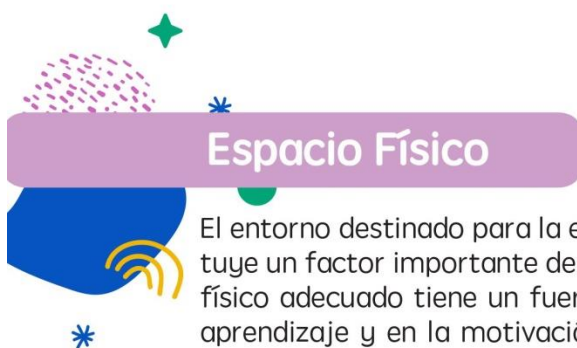 Espacio Físico
El entorno destinado para la e
tuye un factor importante de
físico adecuado tiene un fuer
aprendizaje y en la motivació